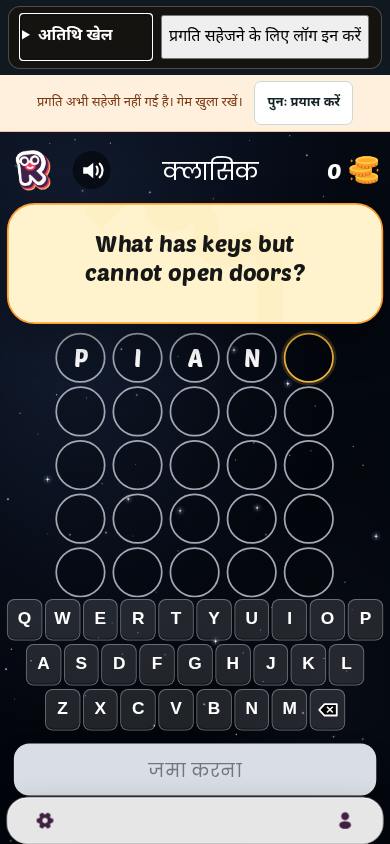 अतिथि खेल
प्रगति सहेजने के लिए लॉग इन करें
प्रगति अभी सहेजी नहीं गई है। गेम खुला रखें।
पुनः प्रयास करें
क्लासिक
0
What has keys but
cannot open doors?
P I A N
Q W E R T Y U I O P
A S D F G H J K L
Z X C V B N M
जमा करना